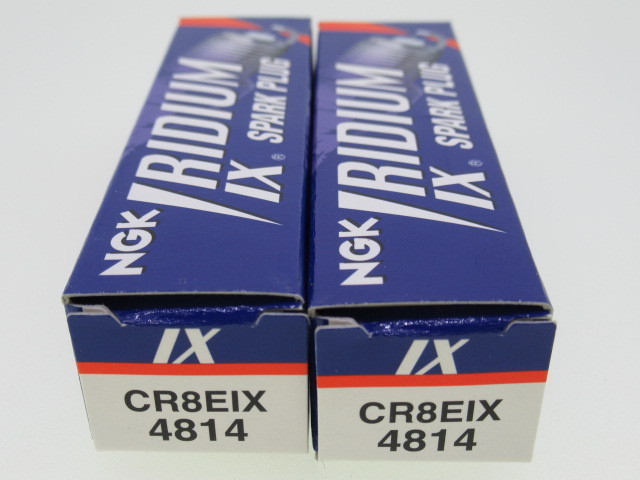 NGK
IRIDIUM
IX ® SPARK PLUG
IX
CR8EIX
4814
NGK
IRIDIUM
IX ® SPARK PLUG
IX
CR8EIX
4814